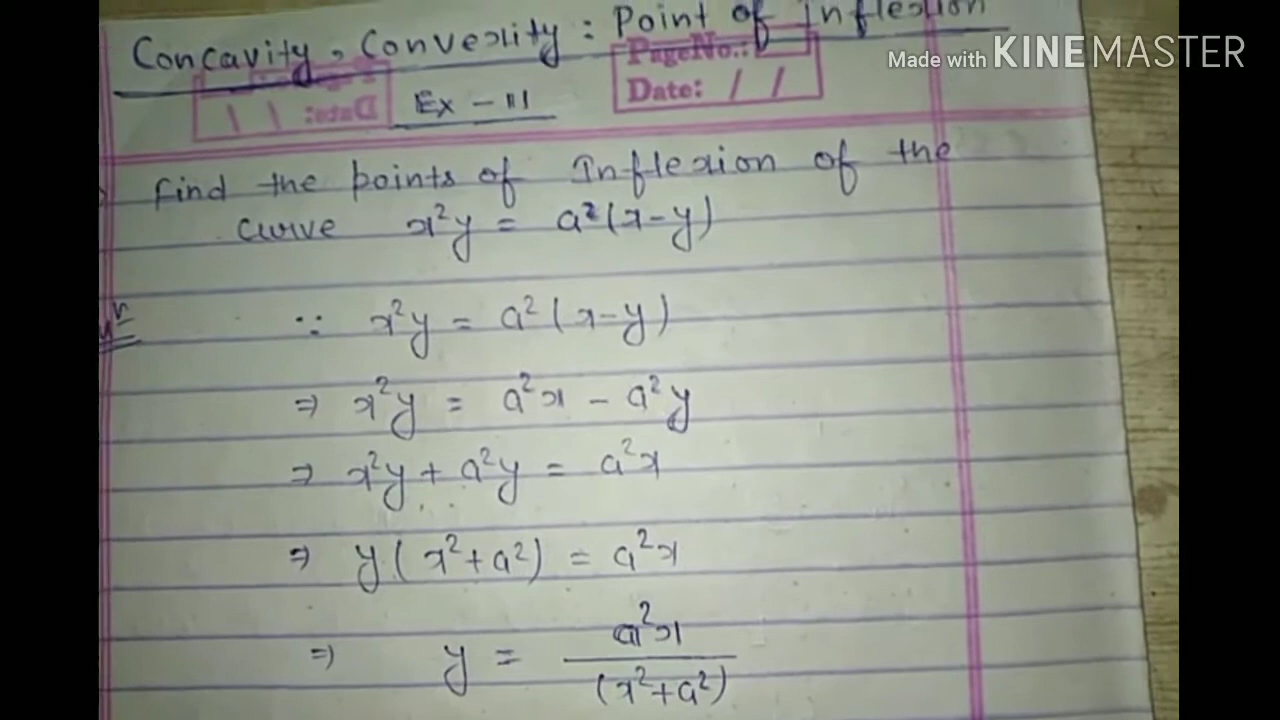 Concavity, Convexity : Point of Inflexion
Made with KINEMASTER
PageNo.:
Date: / /
Ex - III
Find the points of Inflexion of the
curve x²y = a²(x-y)
∵ x²y = a²(x-y)
⇒ x²y = a²x - a²y
⇒ x²y + a²y = a²x
⇒ y(x²+a²) = a²x
⇒ y = a²x / (x²+a²)